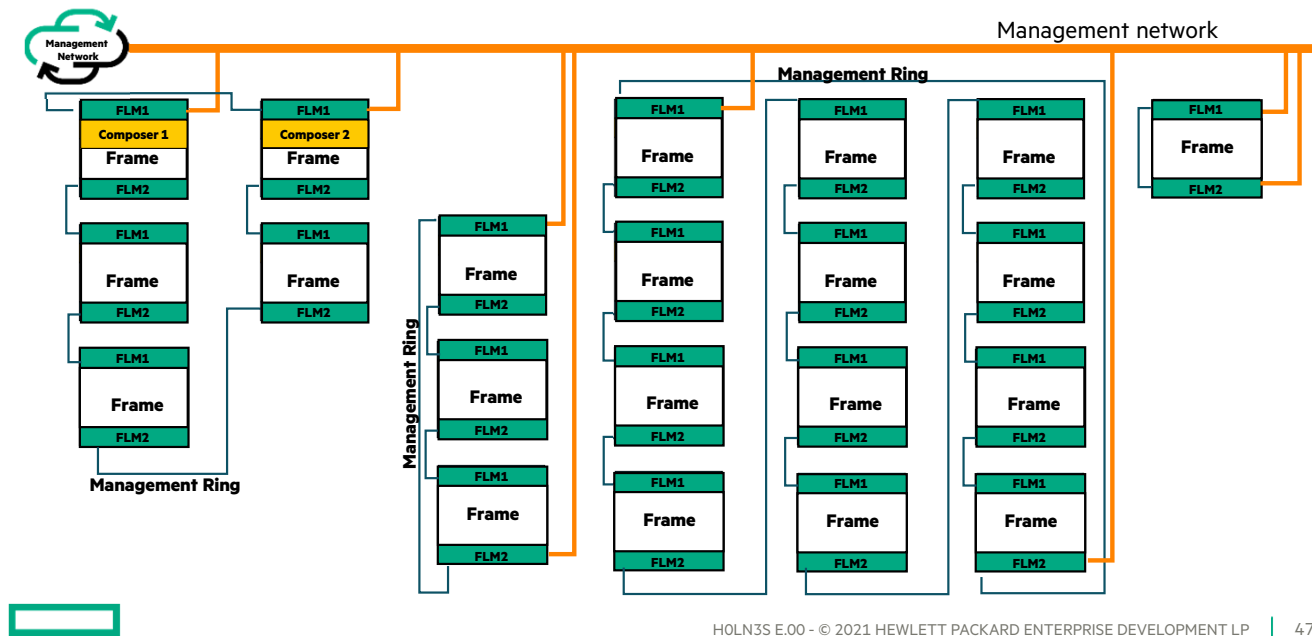 Management network
Management
Network
FLM1
Composer 1
Frame
FLM2
FLM1
Frame
FLM2
FLM1
Frame
FLM2
FLM1
Composer 2
Frame
FLM2
FLM1
Frame
FLM2
Management Ring
Management Ring
FLM1
Frame
FLM2
FLM1
Frame
FLM2
FLM1
Frame
FLM2
Management Ring
FLM1
Frame
FLM2
FLM1
Frame
FLM2
FLM1
Frame
FLM2
FLM1
Frame
FLM2
FLM1
Frame
FLM2
FLM1
Frame
FLM2
FLM1
Frame
FLM2
FLM1
Frame
FLM2
FLM1
Frame
FLM2
FLM1
Frame
FLM2
FLM1
Frame
FLM2
FLM1
Frame
FLM2
FLM1
Frame
FLM2
H0LN3S E.00 - © 2021 HEWLETT PACKARD ENTERPRISE DEVELOPMENT LP 47